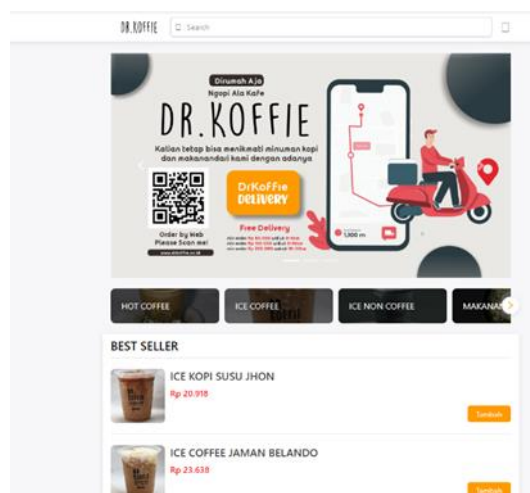 DR.KOFFIE
Search
Dirumah Aja
Ngopi Ala Kafe
DR.KOFFIE
Kalian tetap bisa menikmati minuman kopi
dan makanandari kami dengan adanya
DrKoffie
DELIVERY
Order by Web
Please Scan me!
Free Delivery
1,300 m
HOT COFFEE
ICE COFFEE
ICE NON COFFEE
MAKANAN
BEST SELLER
ICE KOPI SUSU JHON
Rp 20.918
Tambah
ICE COFFEE JAMAN BELANDO
Rp 23.638
Tambah